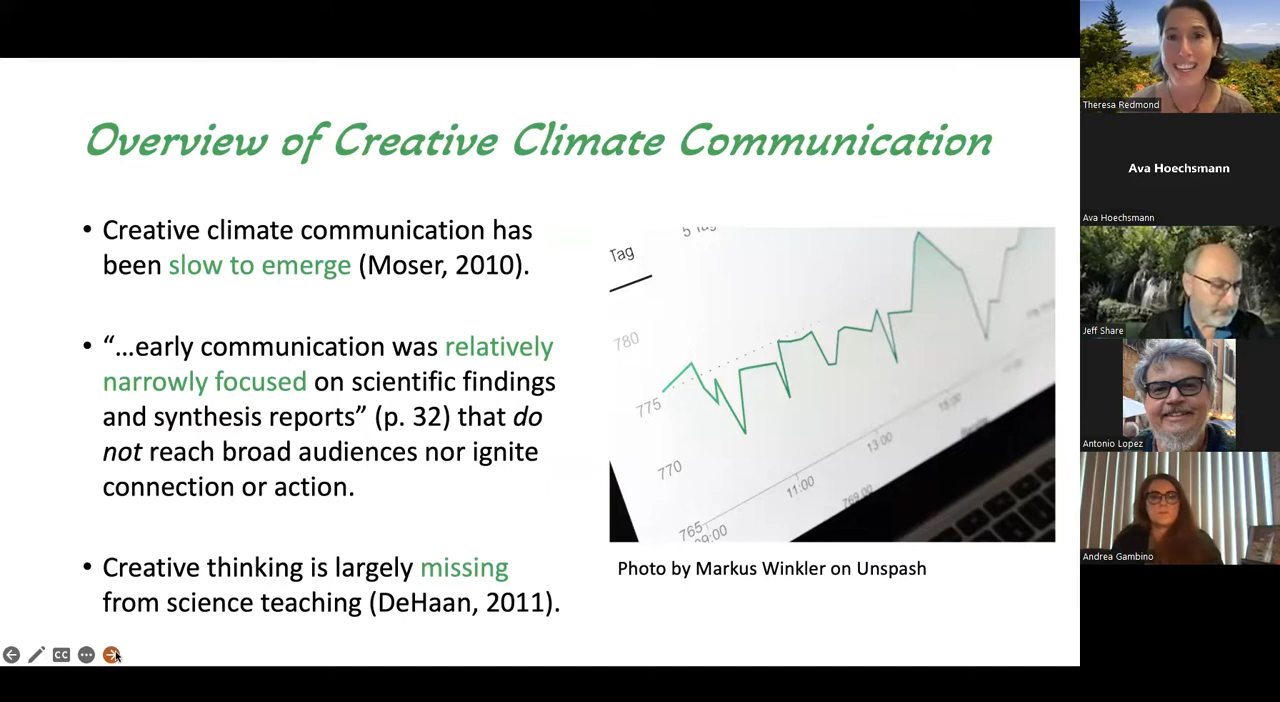 Overview of Creative Climate Communication
• Creative climate communication has
been slow to emerge (Moser, 2010).
• “…early communication was relatively
narrowly focused on scientific findings
and synthesis reports” (p. 32) that do
not reach broad audiences nor ignite
connection or action.
• Creative thinking is largely missing
from science teaching (DeHaan, 2011).
Tag
780
775
770
765
11:00
13:00
Photo by Markus Winkler on Unspash
CC
Theresa Redmond
Ava Hoechsmann
Ava Hoechsmann
Jeff Share
Antonio Lopez
Andrea Gambino